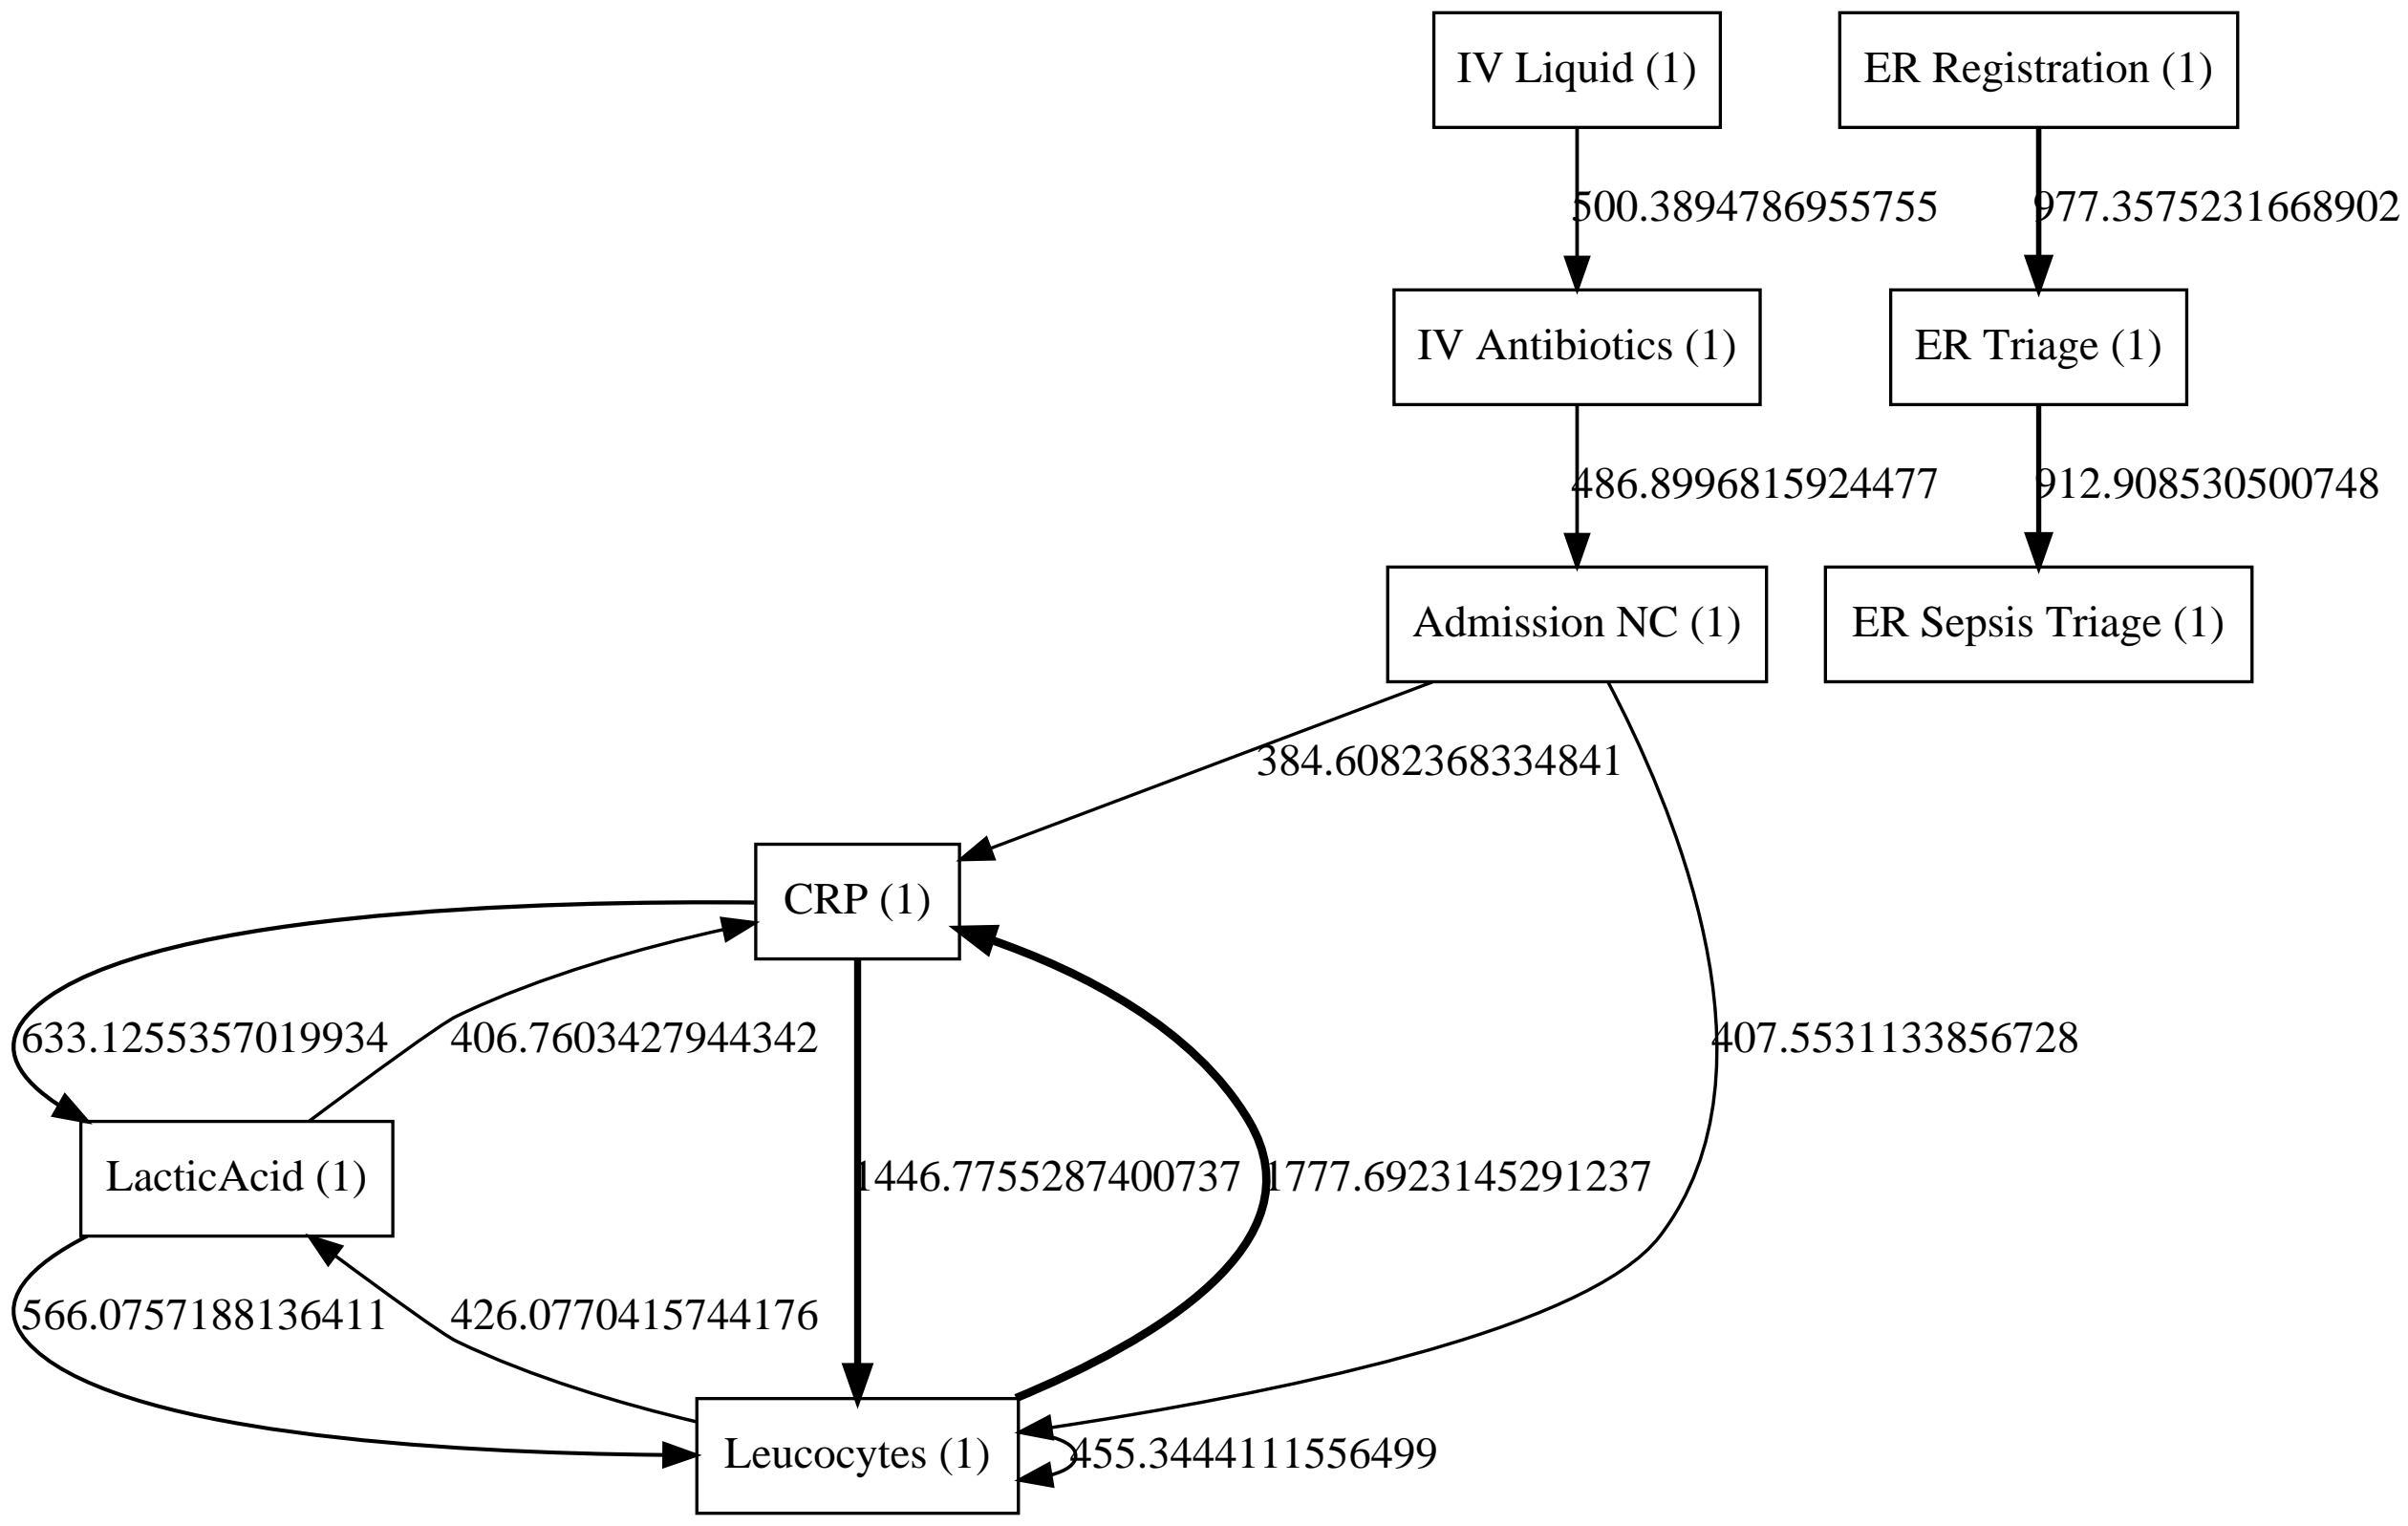 IV Liquid (1)
ER Registration (1)
500.3894786955755
977.3575231668902
IV Antibiotics (1)
ER Triage (1)
486.8996815924477
912.908530500748
Admission NC (1)
ER Sepsis Triage (1)
384.6082368334841
CRP (1)
633.1255357019934
406.7603427944342
407.5531133856728
LacticAcid (1)
1446.7755287400737
1777.6923145291237
566.0757188136411
426.0770415744176
Leucocytes (1)
455.3444111556499